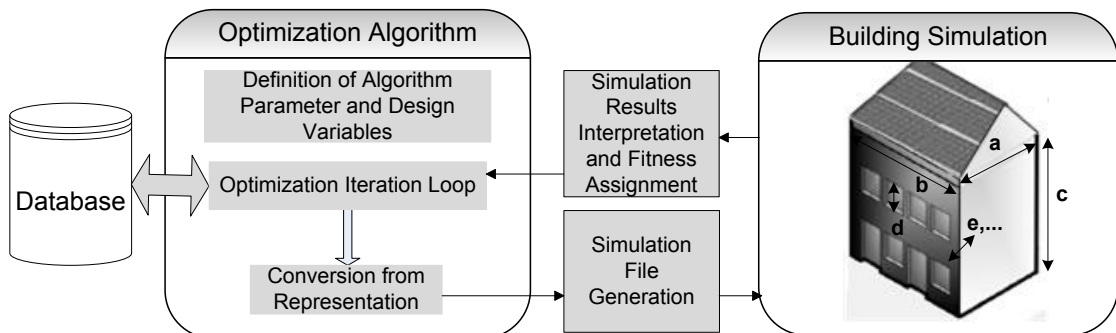 Database
Optimization Algorithm
Definition of Algorithm
Parameter and Design
Variables
Optimization Iteration Loop
Conversion from
Representation
Simulation
Results
Interpretation
and Fitness
Assignment
Simulation
File
Generation
Building Simulation
a
b
c
d
e,...